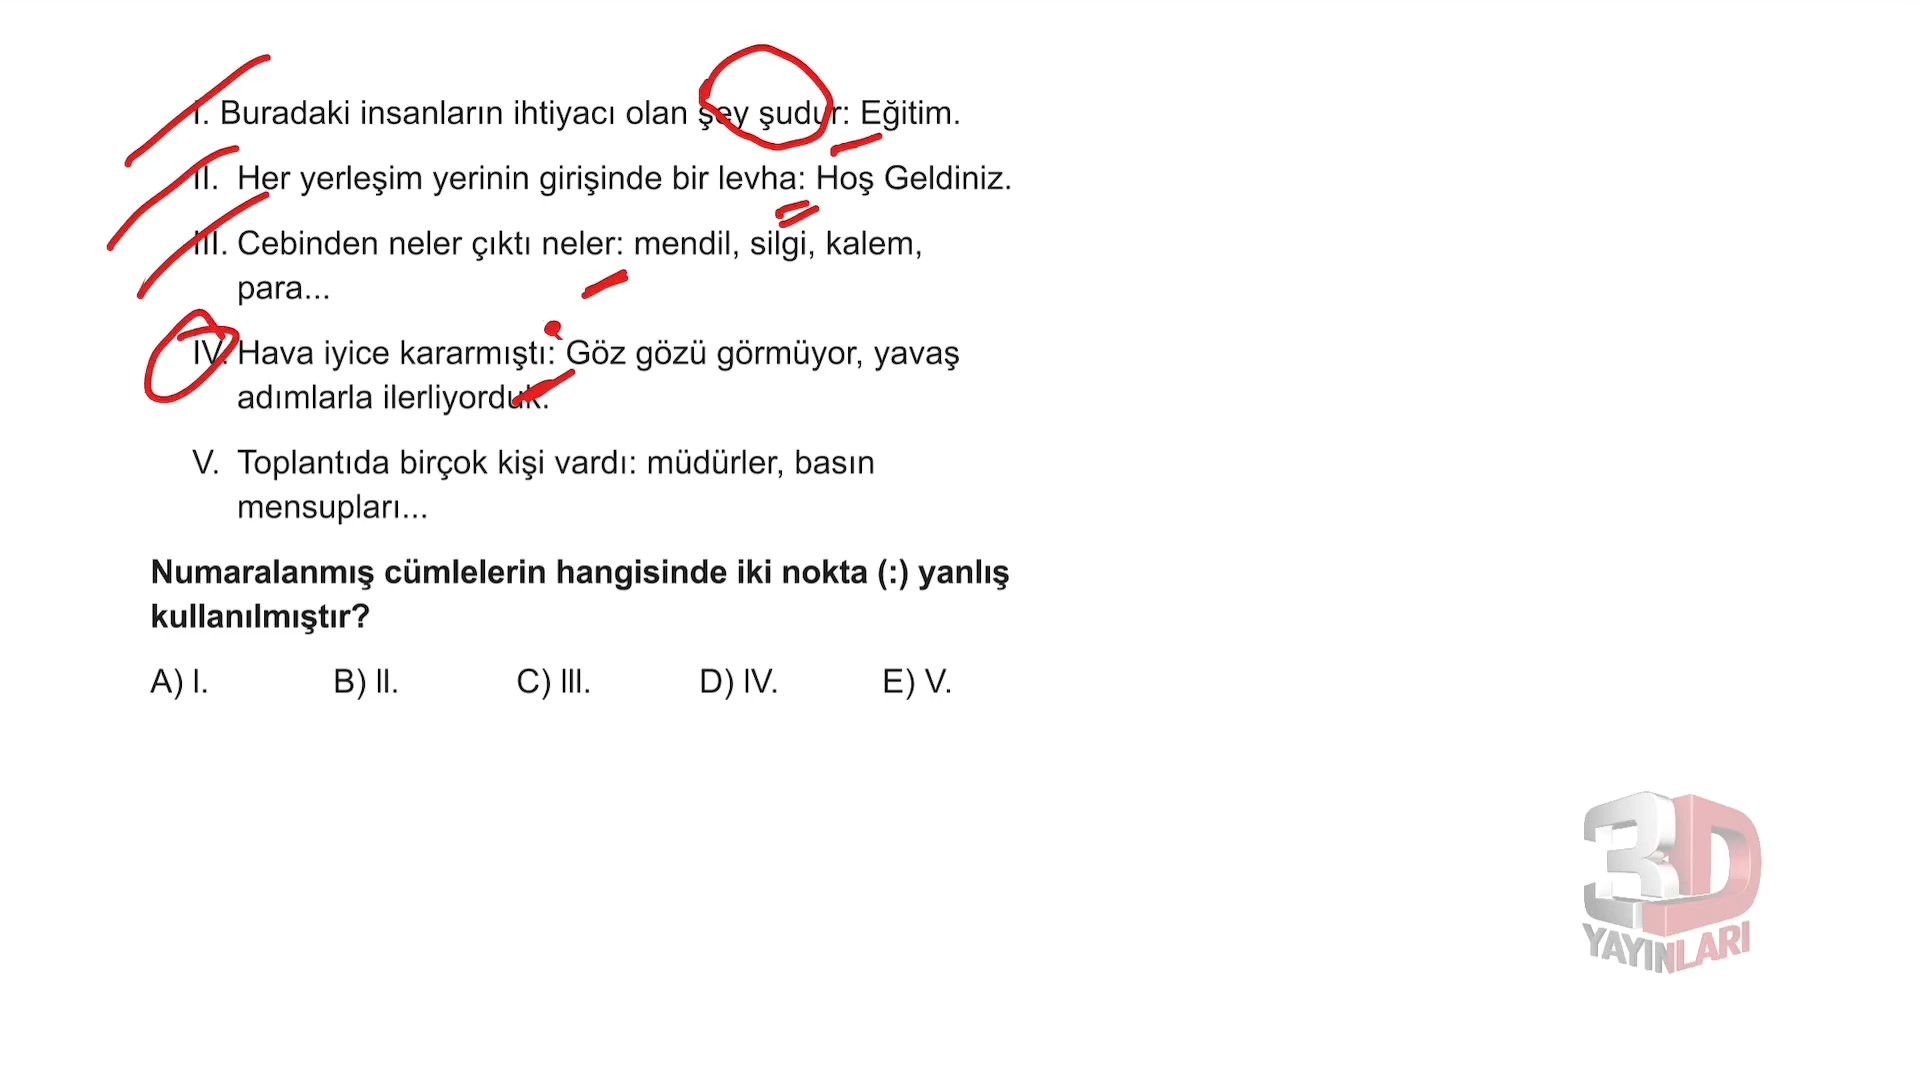 I. Buradaki insanların ihtiyacı olan şey şudur: Eğitim.
II. Her yerleşim yerinin girişinde bir levha: Hoş Geldiniz.
III. Cebinden neler çıktı neler: mendil, silgi, kalem,
para...
IV. Hava iyice kararmıştı: Göz gözü görmüyor, yavaş
adımlarla ilerliyorduk.
V. Toplantıda birçok kişi vardı: müdürler, basın
mensupları...
Numaralanmış cümlelerin hangisinde iki nokta (:) yanlış
kullanılmıştır?
A) I. B) II. C) III. D) IV. E) V.
3D
YAYINLARI